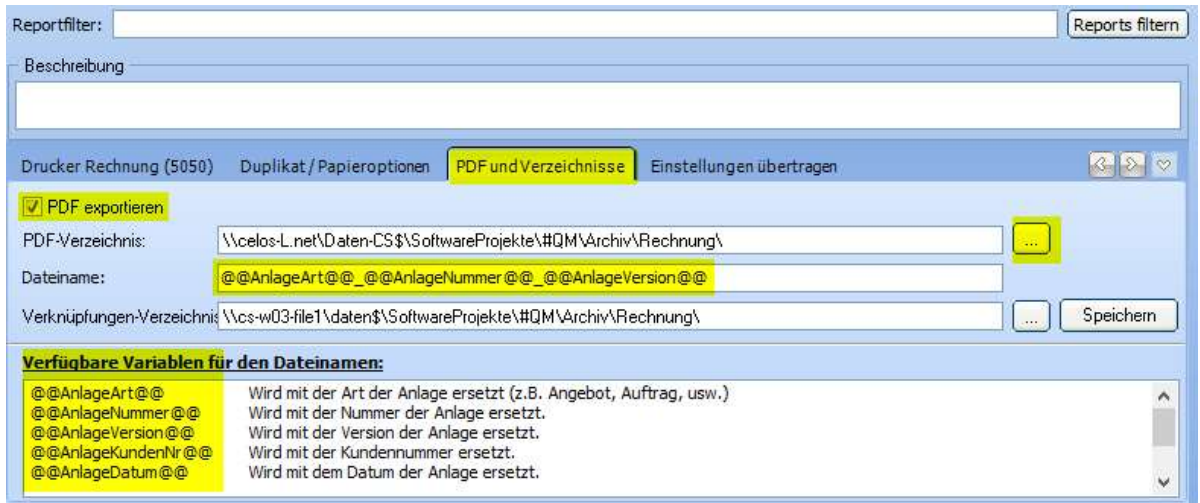 Reportfilter: Reports filtern
Beschreibung
Drucker Rechnung (5050) Duplikat / Papieroptionen PDF und Verzeichnisse Einstellungen übertragen
PDF exportieren
PDF-Verzeichnis: \\celos-L.net\Daten-CS$\SoftwareProjekte\#QM\Archiv\Rechnung\ ...
Dateiname: @@AnlageArt@@_@@AnlageNummer@@_@@AnlageVersion@@
Verknüpfungen-Verzeichnis \\cs-w03-file1\daten$\SoftwareProjekte\#QM\Archiv\Rechnung\ ... Speichern
Verfügbare Variablen für den Dateinamen:
@@AnlageArt@@ Wird mit der Art der Anlage ersetzt (z.B. Angebot, Auftrag, usw.)
@@AnlageNummer@@ Wird mit der Nummer der Anlage ersetzt.
@@AnlageVersion@@ Wird mit der Version der Anlage ersetzt.
@@AnlageKundenNr@@ Wird mit der Kundennummer ersetzt.
@@AnlageDatum@@ Wird mit dem Datum der Anlage ersetzt.